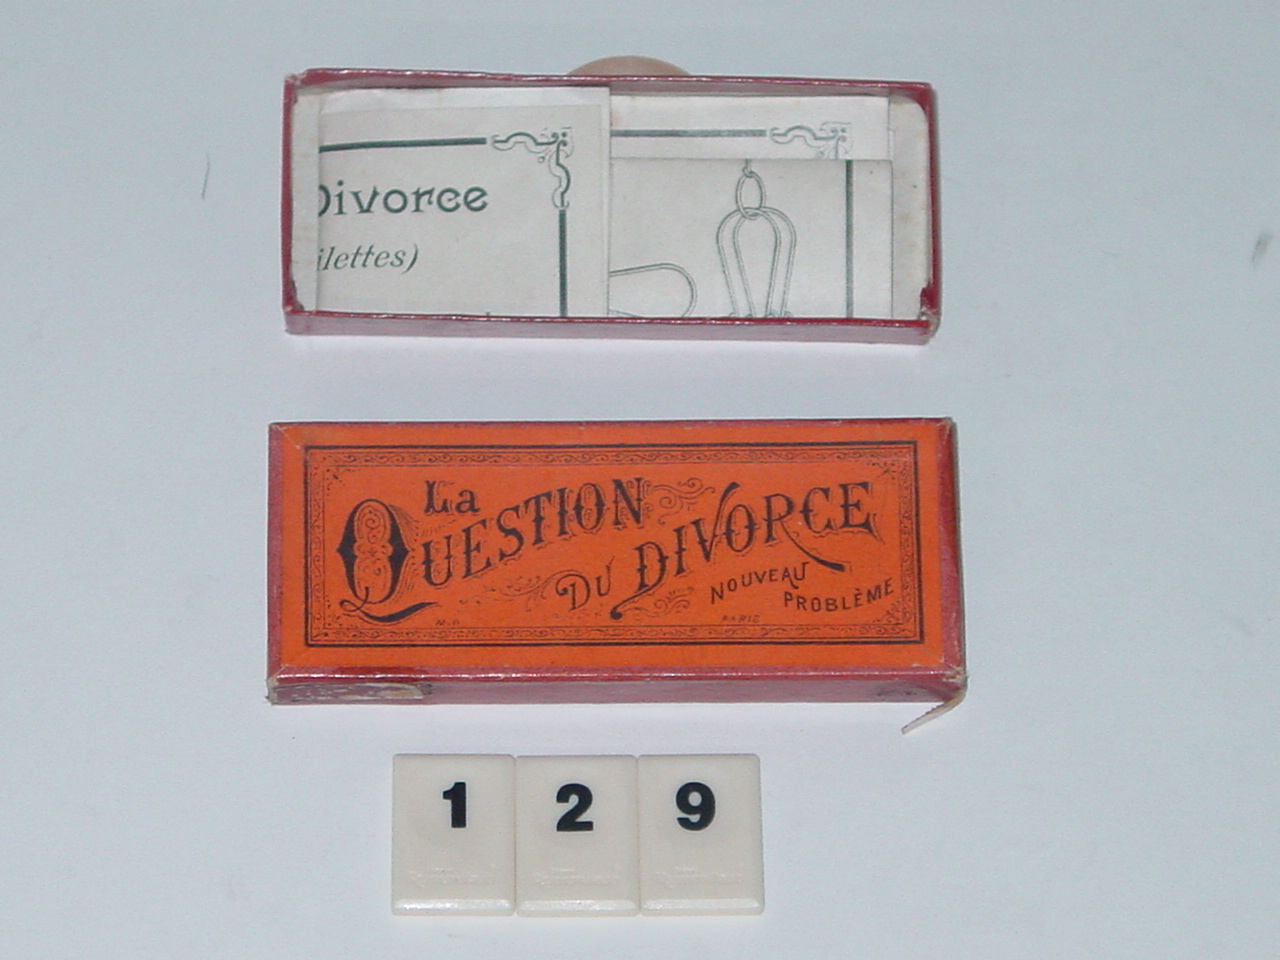 Divorce
ilettes)
La
QUESTION
DU DIVORCE
NOUVEAU
PROBLÈME
PARIS
1 2 9